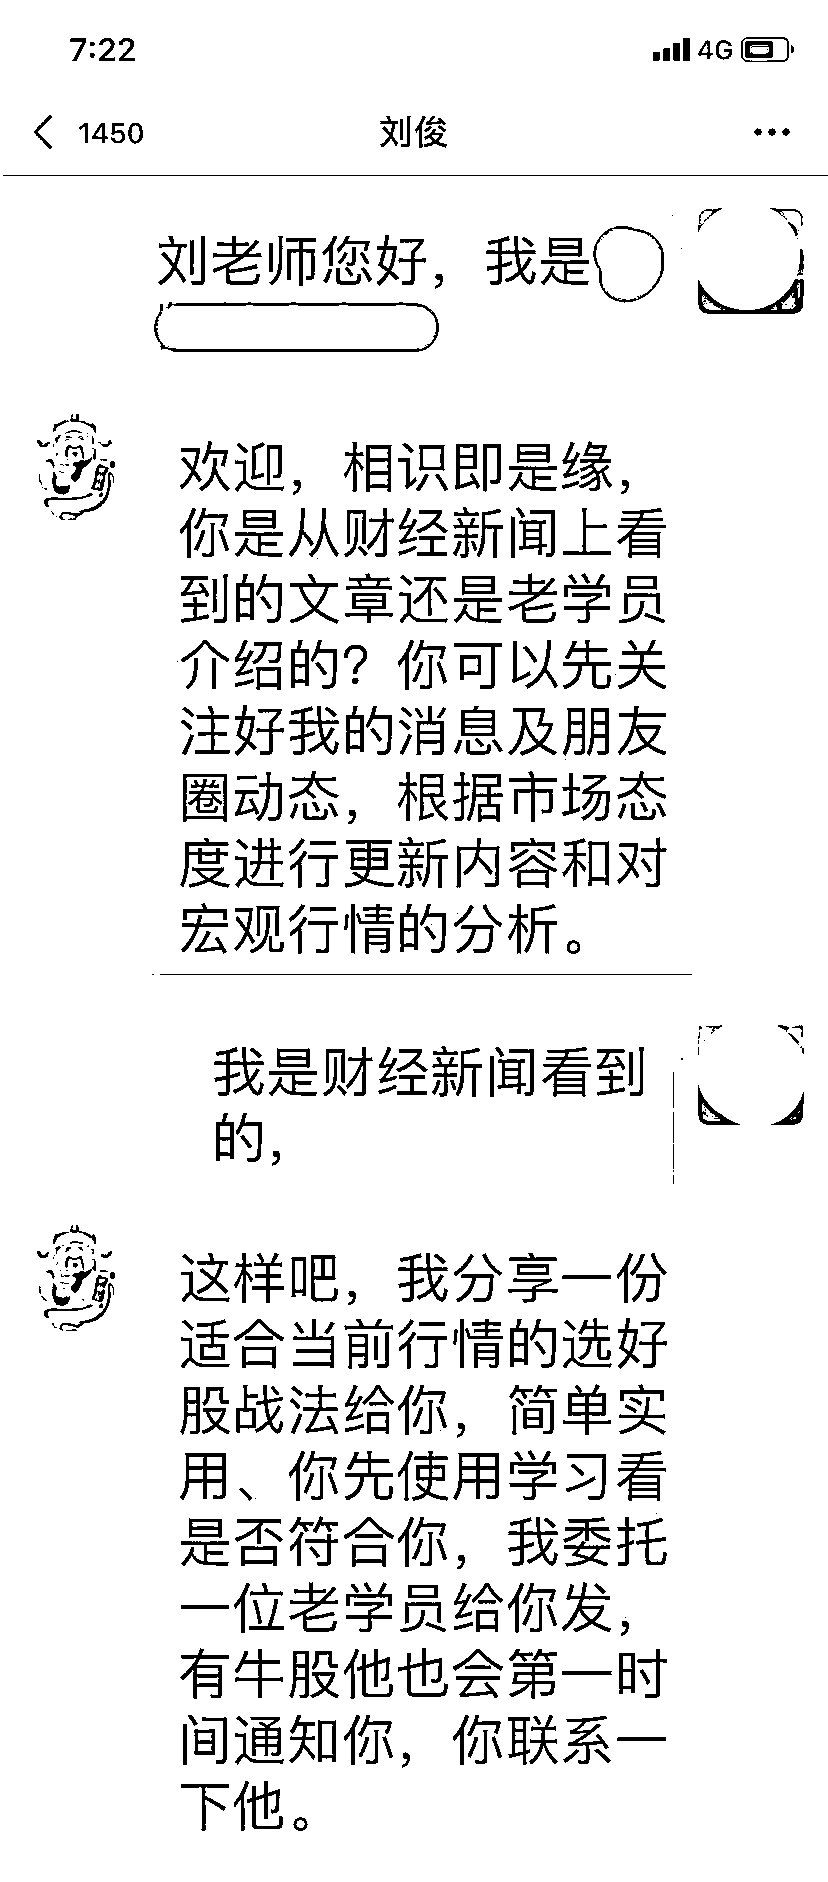 7:22
4G
1450
刘俊
刘老师您好，我是
欢迎，相识即是缘，
你是从财经新闻上看
到的文章还是老学员
介绍的？你可以先关
注好我的消息及朋友
圈动态，根据市场态
度进行更新内容和对
宏观行情的分析。
我是财经新闻看到
的，
这样吧，我分享一份
适合当前行情的选好
股战法给你，简单实
用、你先使用学习看
是否符合你，我委托
一位老学员给你发，
有牛股他也会第一时
间通知你，你联系一
下他。